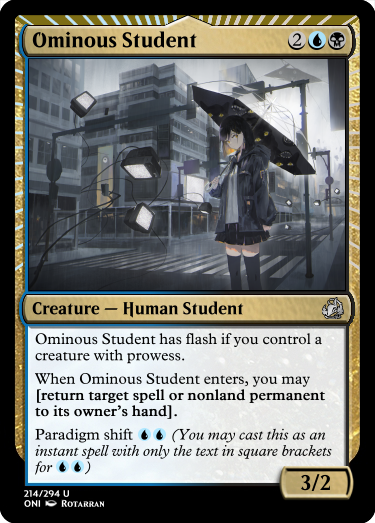 Ominous Student 2
Creature — Human Student
Ominous Student has flash if you control a
creature with prowess.
When Ominous Student enters, you may
[return target spell or nonland permanent
to its owner's hand].
Paradigm shift (You may cast this as an
instant spell with only the text in square brackets
for )
3/2
214/294 U
ONI Rotarran